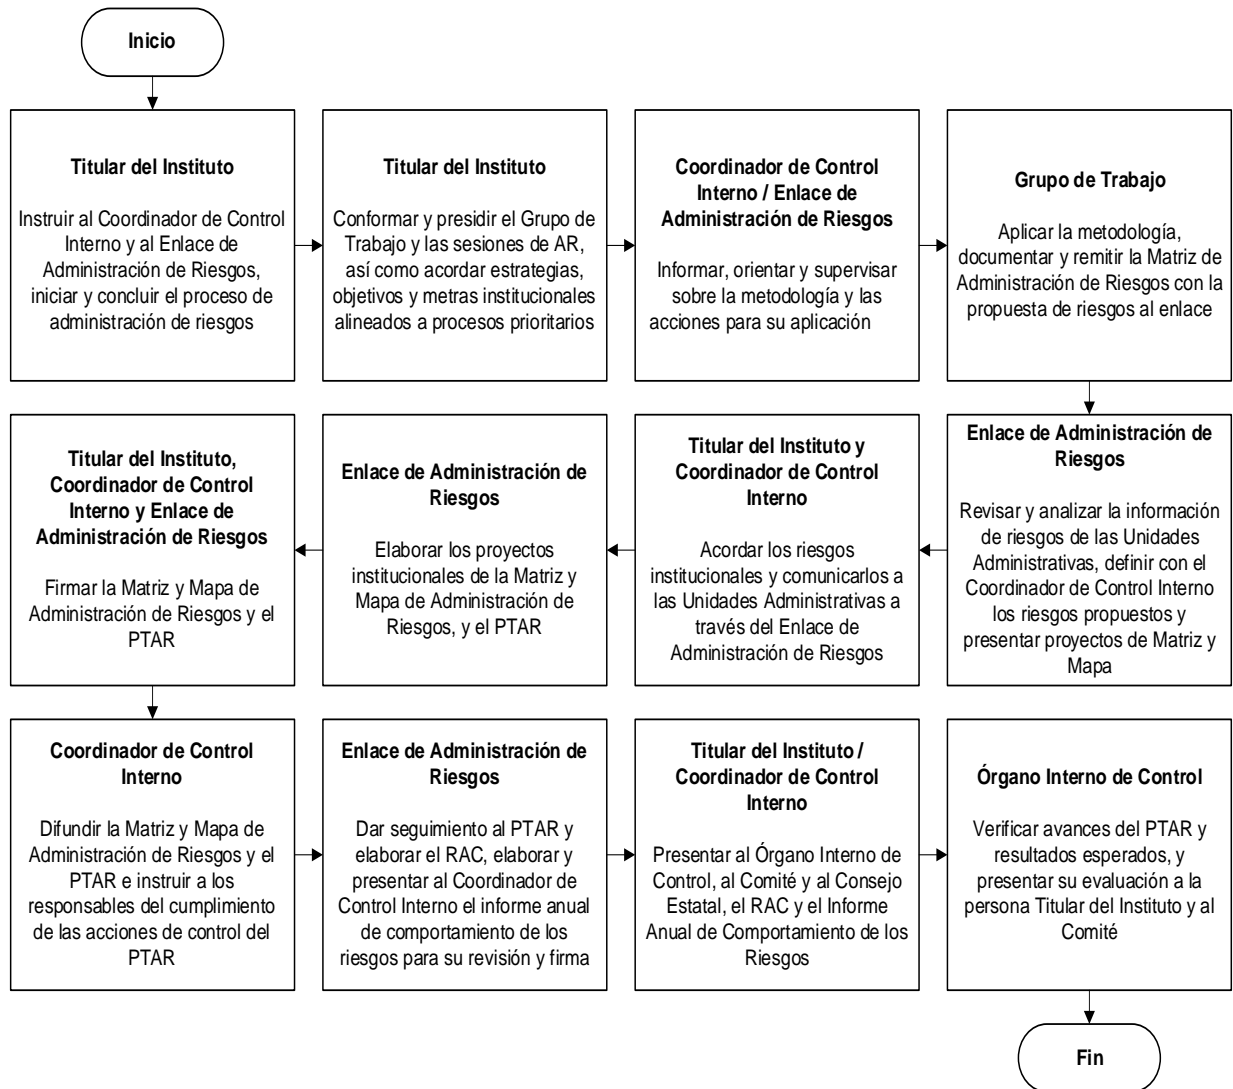 Inicio
Titular del Instituto
Instruir al Coordinador de Control
Interno y al Enlace de
Administración de Riesgos,
iniciar y concluir el proceso de
administración de riesgos
Titular del Instituto
Conformar y presidir el Grupo de
Trabajo y las sesiones de AR,
así como acordar estrategias,
objetivos y metras institucionales
alineados a procesos prioritarios
Coordinador de Control
Interno / Enlace de
Administración de Riesgos
Informar, orientar y supervisar
sobre la metodología y las
acciones para su aplicación
Grupo de Trabajo
Aplicar la metodología,
documentar y remitir la Matriz de
Administración de Riesgos con la
propuesta de riesgos al enlace
Enlace de Administración de
Riesgos
Revisar y analizar la información
de riesgos de las Unidades
Administrativas, definir con el
Coordinador de Control Interno
los riesgos propuestos y
presentar proyectos de Matriz y
Mapa
Titular del Instituto y
Coordinador de Control
Interno
Acordar los riesgos
institucionales y comunicarlos a
las Unidades Administrativas a
través del Enlace de
Administración de Riesgos
Enlace de Administración de
Riesgos
Elaborar los proyectos
institucionales de la Matriz y
Mapa de Administración de
Riesgos, y el PTAR
Titular del Instituto,
Coordinador de Control
Interno y Enlace de
Administración de Riesgos
Firmar la Matriz y Mapa de
Administración de Riesgos y el
PTAR
Coordinador de Control
Interno
Difundir la Matriz y Mapa de
Administración de Riesgos y el
PTAR e instruir a los
responsables del cumplimiento
de las acciones de control del
PTAR
Enlace de Administración de
Riesgos
Dar seguimiento al PTAR y
elaborar el RAC, elaborar y
presentar al Coordinador de
Control Interno el informe anual
de comportamiento de los
riesgos para su revisión y firma
Titular del Instituto /
Coordinador de Control
Interno
Presentar al Órgano Interno de
Control, al Comité y al Consejo
Estatal, el RAC y el Informe
Anual de Comportamiento de los
Riesgos
Órgano Interno de Control
Verificar avances del PTAR y
resultados esperados, y
presentar su evaluación a la
persona Titular del Instituto y al
Comité
Fin